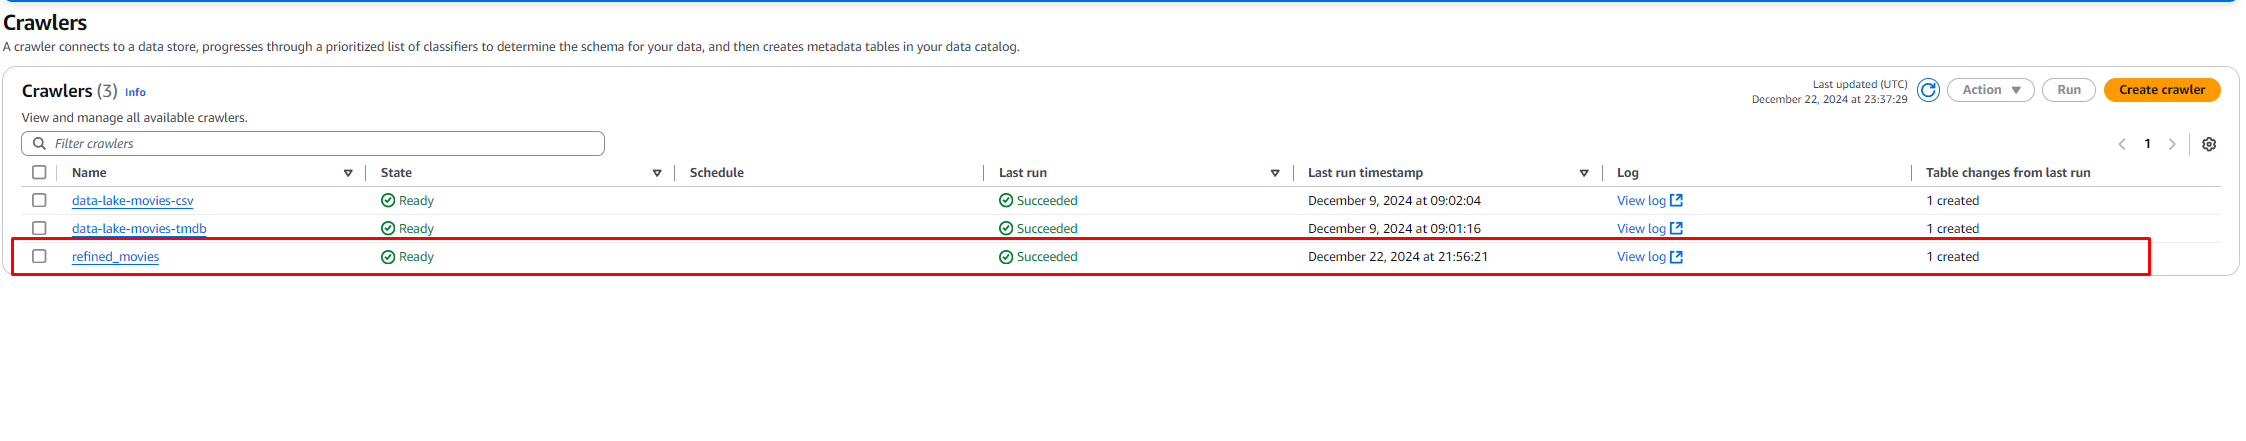 Crawlers
A crawler connects to a data store, progresses through a prioritized list of classifiers to determine the schema for your data, and then creates metadata tables in your data catalog.
Crawlers (3) Info
Last updated (UTC)
December 22, 2024 at 23:37:29
Action
Run
Create crawler
View and manage all available crawlers.
Filter crawlers
1
Name State Schedule Last run Last run timestamp Log Table changes from last run
data-lake-movies-csv Ready Succeeded December 9, 2024 at 09:02:04 View log 1 created
data-lake-movies-tmdb Ready Succeeded December 9, 2024 at 09:01:16 View log 1 created
refined_movies Ready Succeeded December 22, 2024 at 21:56:21 View log 1 created